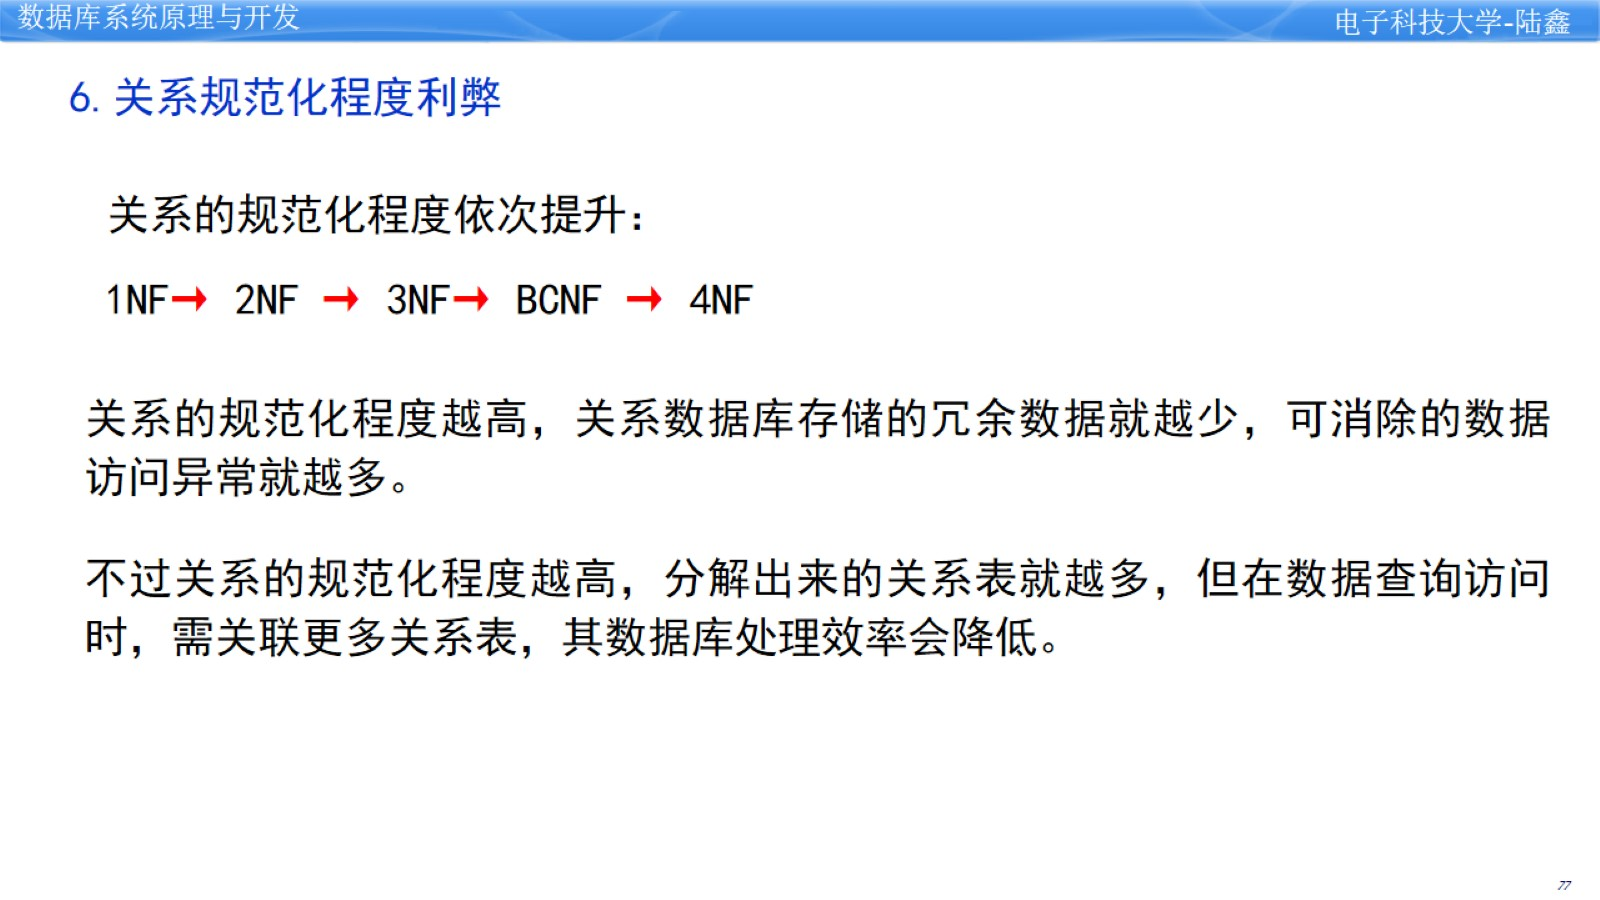 数据库系统原理与开发
电子科技大学-陆鑫
6.关系规范化程度利弊
关系的规范化程度依次提升：
1NF→ 2NF → 3NF→ BCNF → 4NF
关系的规范化程度越高，关系数据库存储的冗余数据就越少，可消除的数据
访问异常就越多。
不过关系的规范化程度越高，分解出来的关系表就越多，但在数据查询访问
时，需关联更多关系表，其数据库处理效率会降低。
77